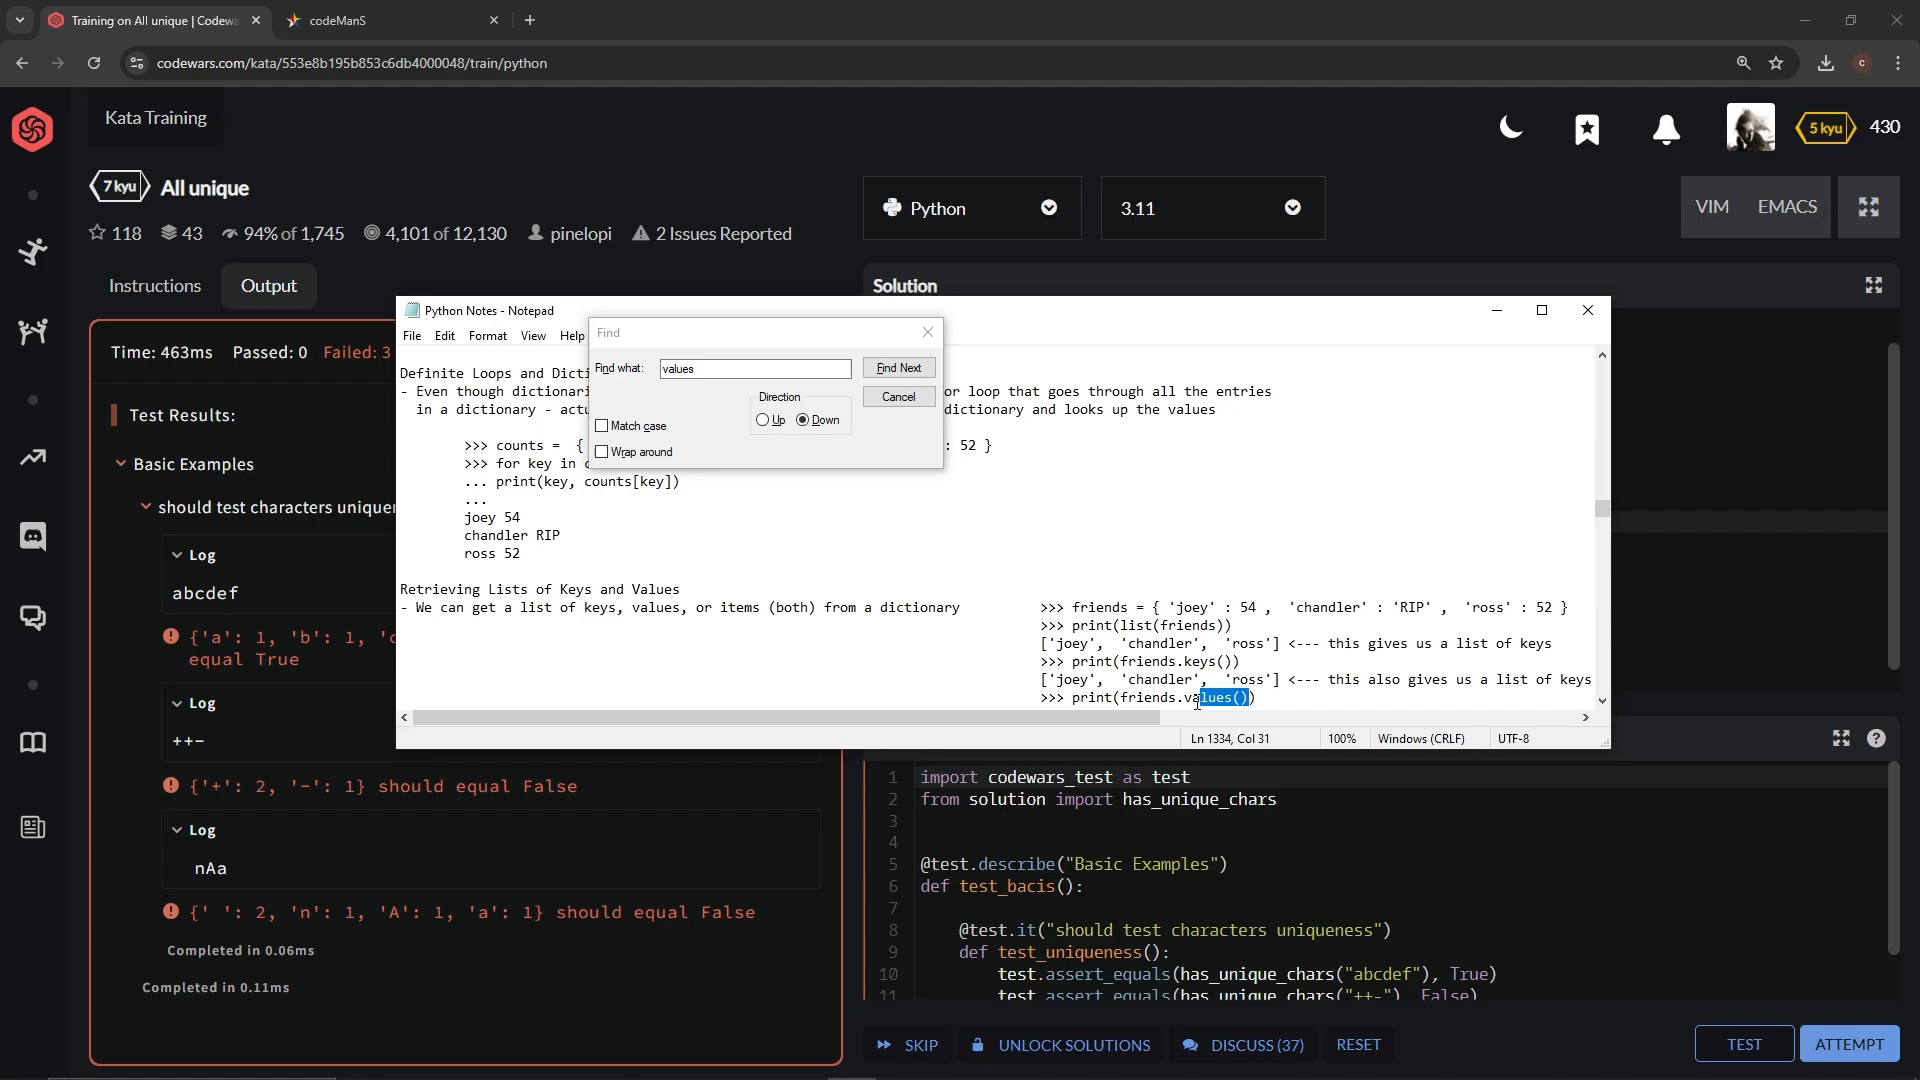 Training on All unique | Codewa
codeManS
codewars.com/kata/553e8b195b853c6db4000048/train/python
c
Kata Training
5 kyu
430
7 kyu
All unique
118
43
94% of 1,745
4,101 of 12,130
pinelopi
2 Issues Reported
Python
3.11
VIM
EMACS
Instructions
Output
Solution
Time: 463ms Passed: 0 Failed: 3
Test Results:
Basic Examples
should test characters uniquen
Log
abcdef
{'a': 1, 'b': 1, 'c
equal True
Log
++-
{'+': 2, '-': 1} should equal False
Log
nAa
{' ': 2, 'n': 1, 'A': 1, 'a': 1} should equal False
Completed in 0.06ms
Completed in 0.11ms
Python Notes - Notepad
File Edit Format View Help
Find
Find what:
values
Find Next
Direction
Cancel
Up
Down
Match case
Wrap around
Definite Loops and Dicti
- Even though dictionari
or loop that goes through all the entries
in a dictionary - actu
dictionary and looks up the values
>>> counts = {
: 52 }
>>> for key in c
... print(key, counts[key])
...
joey 54
chandler RIP
ross 52
Retrieving Lists of Keys and Values
- We can get a list of keys, values, or items (both) from a dictionary
>>> friends = { 'joey' : 54 , 'chandler' : 'RIP' , 'ross' : 52 }
>>> print(list(friends))
['joey', 'chandler', 'ross'] <--- this gives us a list of keys
>>> print(friends.keys())
['joey', 'chandler', 'ross'] <--- this also gives us a list of keys
>>> print(friends.values())
Ln 1334, Col 31
100%
Windows (CRLF)
UTF-8
1 import codewars_test as test
2 from solution import has_unique_chars
3
4
5 @test.describe("Basic Examples")
6 def test_bacis():
7
8 @test.it("should test characters uniqueness")
9 def test_uniqueness():
10 test.assert_equals(has_unique_chars("abcdef"), True)
11 test.assert_equals(has_unique_chars("++-"), False)
SKIP
UNLOCK SOLUTIONS
DISCUSS (37)
RESET
TEST
ATTEMPT